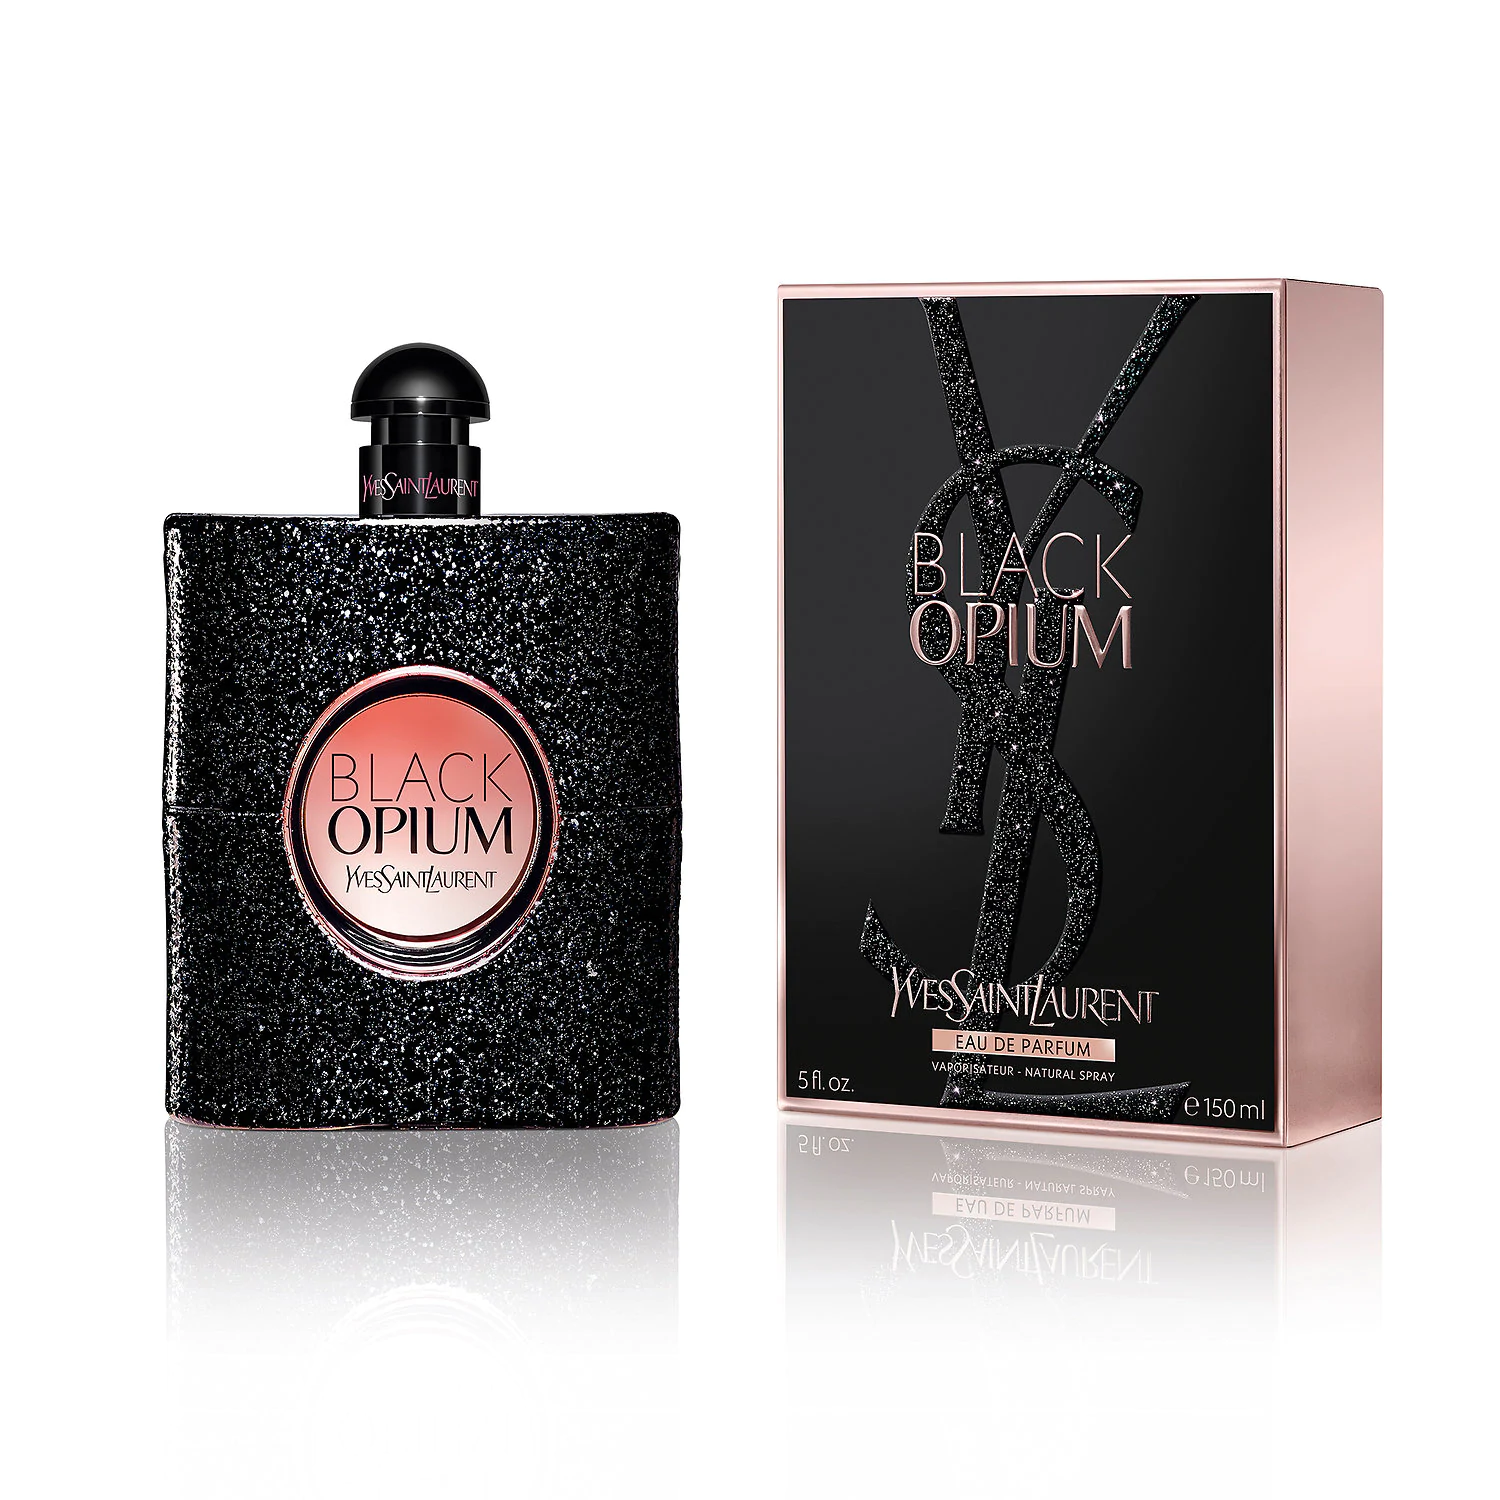 YVESSAINTLAURENT
BLACK
OPIUM
YVESSAINTLAURENT
BLACK
OPIUM
YVESSAINTLAURENT
EAU DE PARFUM
VAPORISATEUR - NATURAL SPRAY
5 fl. oz.
e 150 ml